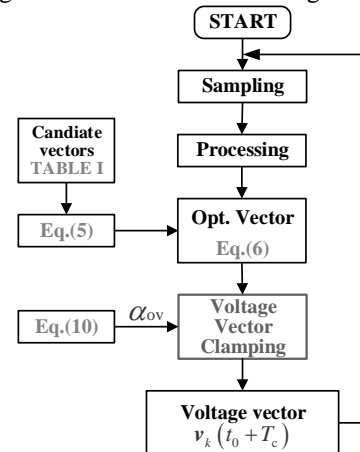 START
Sampling
Candiate
vectors
TABLE I
Processing
Eq.(5)
Opt. Vector
Eq.(6)
Eq.(10)
αov
Voltage
Vector
Clamping
Voltage vector
vk(t0 + Tc)